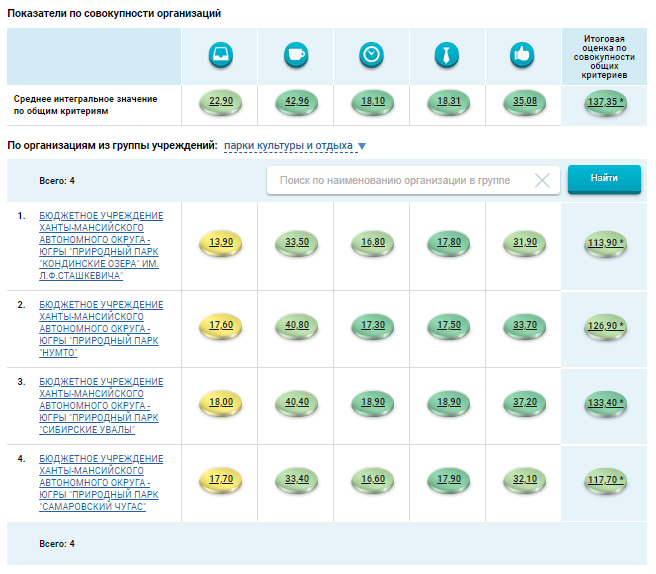 Показатели по совокупности организаций
Итоговая
оценка по
совокупности
общих
критериев
Среднее интегральное значение
по общим критериям
22,90 42,96 18,10 18,31 35,08 137,35 *
По организациям из группы учреждений: парки культуры и отдыха
Всего: 4
Поиск по наименованию организации в группе
Найти
1. БЮДЖЕТНОЕ УЧРЕЖДЕНИЕ
ХАНТЫ-МАНСИЙСКОГО
АВТОНОМНОГО ОКРУГА -
ЮГРЫ "ПРИРОДНЫЙ ПАРК
"КОНДИНСКИЕ ОЗЕРА" ИМ.
Л.Ф.СТАШКЕВИЧА"
13,90 33,50 16,80 17,80 31,90 113,90 *
2. БЮДЖЕТНОЕ УЧРЕЖДЕНИЕ
ХАНТЫ-МАНСИЙСКОГО
АВТОНОМНОГО ОКРУГА -
ЮГРЫ "ПРИРОДНЫЙ ПАРК
"НУМТО"
17,60 40,80 17,30 17,50 33,70 126,90 *
3. БЮДЖЕТНОЕ УЧРЕЖДЕНИЕ
ХАНТЫ-МАНСИЙСКОГО
АВТОНОМНОГО ОКРУГА -
ЮГРЫ "ПРИРОДНЫЙ ПАРК
"СИБИРСКИЕ УВАЛЫ"
18,00 40,40 18,90 18,90 37,20 133,40 *
4. БЮДЖЕТНОЕ УЧРЕЖДЕНИЕ
ХАНТЫ-МАНСИЙСКОГО
АВТОНОМНОГО ОКРУГА -
ЮГРЫ "ПРИРОДНЫЙ ПАРК
"САМАРОВСКИЙ ЧУГАС"
17,70 33,40 16,60 17,90 32,10 117,70 *
Всего: 4